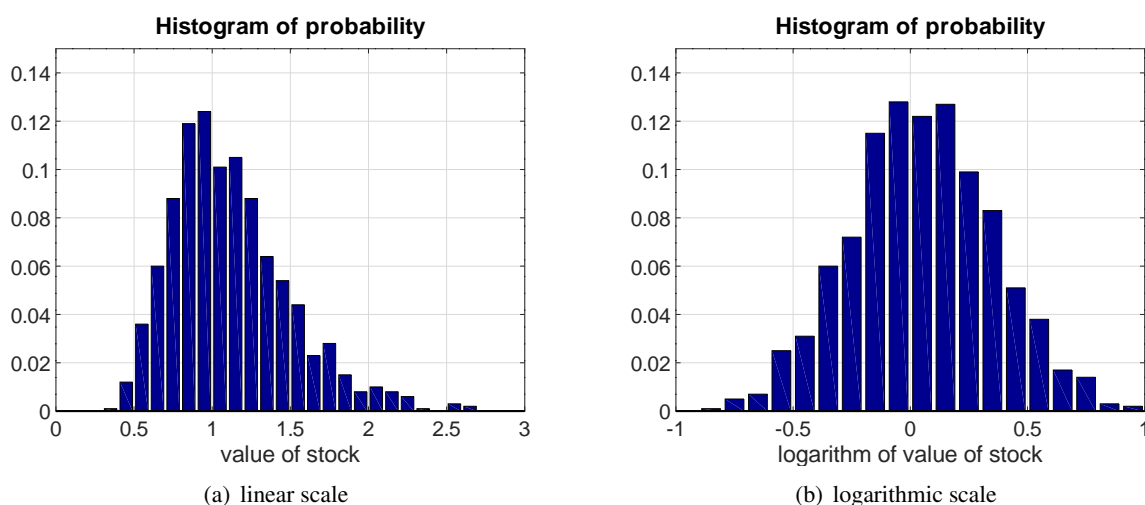 Histogram of probability
0.14
0.12
0.1
0.08
0.06
0.04
0.02
0
0 0.5 1 1.5 2 2.5 3
value of stock
(a) linear scale
Histogram of probability
0.14
0.12
0.1
0.08
0.06
0.04
0.02
0
-1 -0.5 0 0.5 1
logarithm of value of stock
(b) logarithmic scale